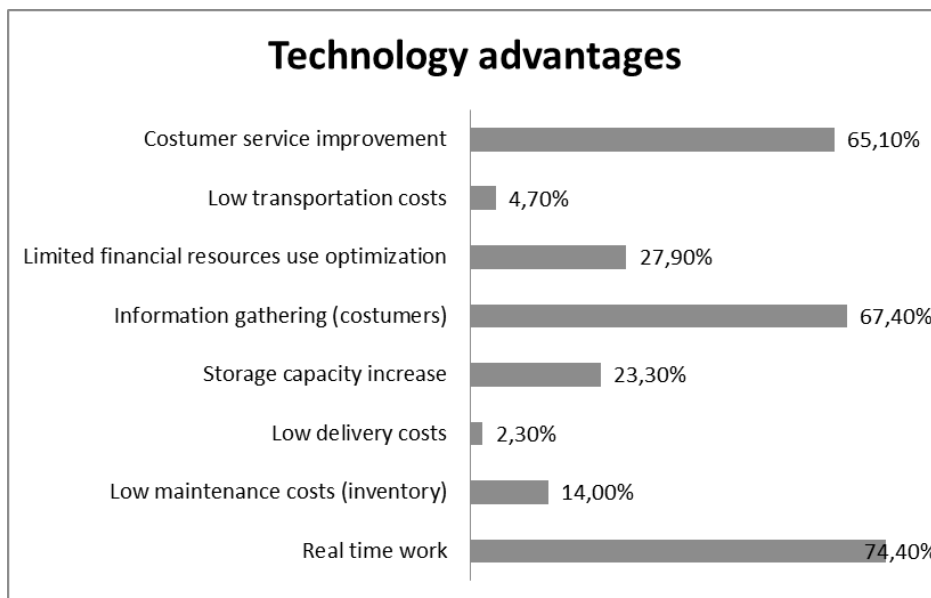 Technology advantages
Costumer service improvement 65,10%
Low transportation costs 4,70%
Limited financial resources use optimization 27,90%
Information gathering (costumers) 67,40%
Storage capacity increase 23,30%
Low delivery costs 2,30%
Low maintenance costs (inventory) 14,00%
Real time work 74,40%